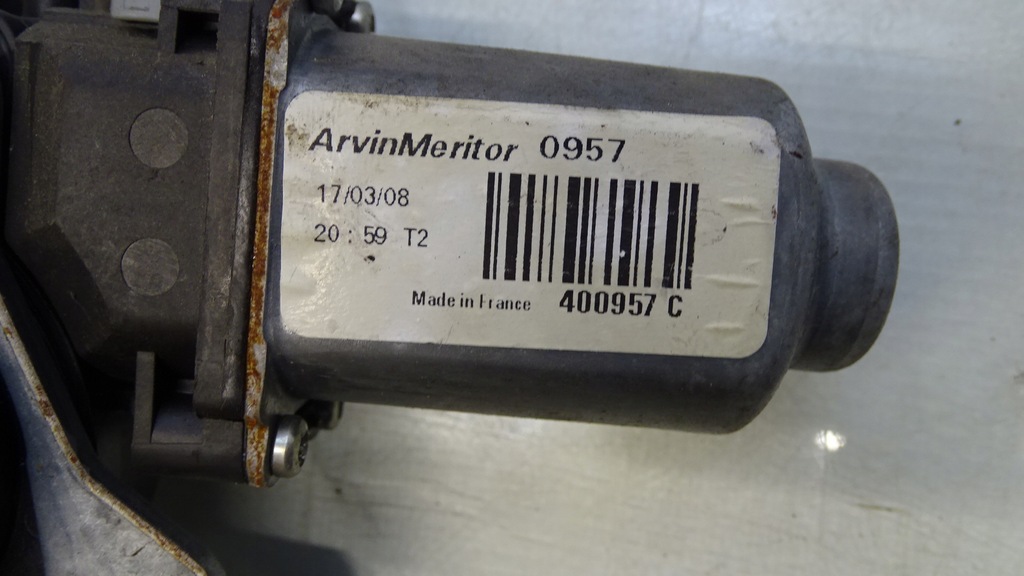 ArvinMeritor 0957
17/03/08
20:59 T2
Made in France 400957 C